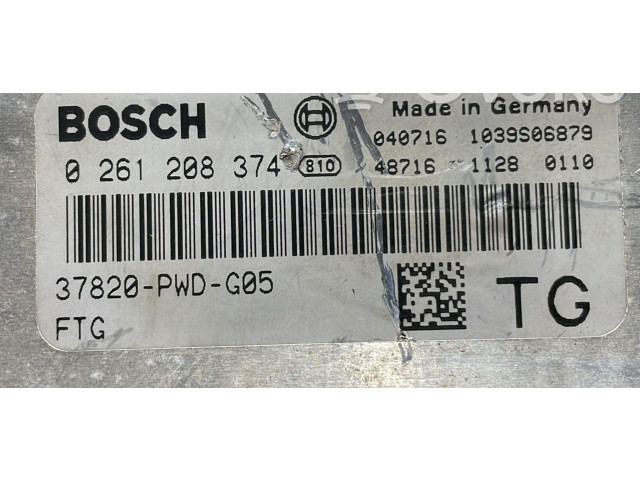 BOSCH
Made in Germany
040716 1039S06879
0 261 208 374 810
48716 1128 0110
37820-PWD-G05
TG
FTG